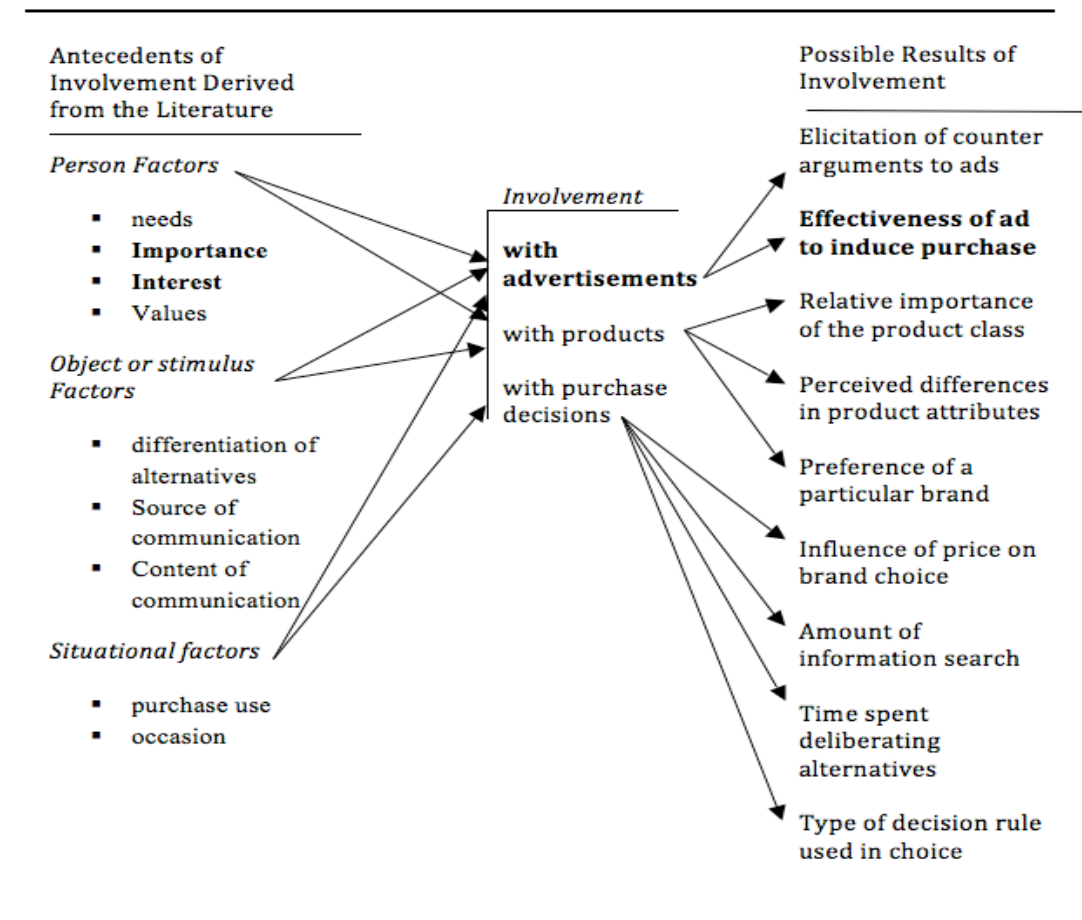 Antecedents of
Involvement Derived
from the Literature
Person Factors
▪ needs
▪ Importance
▪ Interest
▪ Values
Object or stimulus
Factors
▪ differentiation of
alternatives
▪ Source of
communication
▪ Content of
communication
Situational factors
▪ purchase use
▪ occasion
Involvement
with
advertisements
with products
with purchase
decisions
Possible Results of
Involvement
Elicitation of counter
arguments to ads
Effectiveness of ad
to induce purchase
Relative importance
of the product class
Perceived differences
in product attributes
Preference of a
particular brand
Influence of price on
brand choice
Amount of
information search
Time spent
deliberating
alternatives
Type of decision rule
used in choice